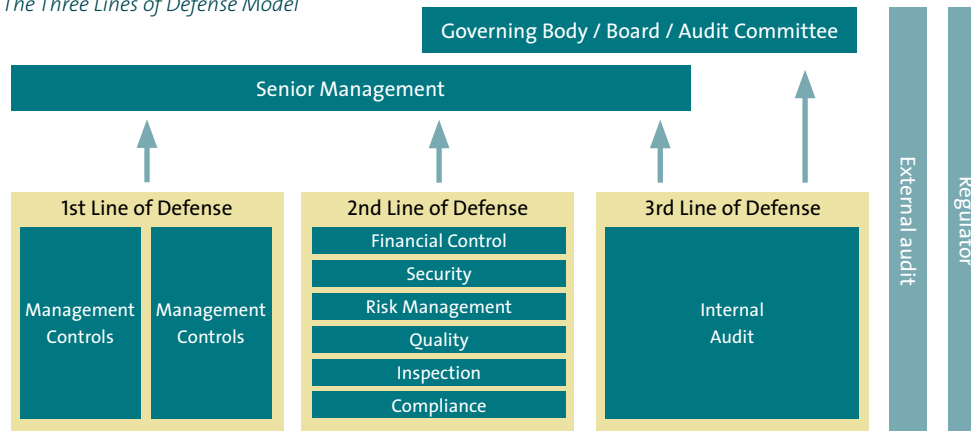 The Three Lines of Defense Model
Governing Body / Board / Audit Committee
Senior Management
1st Line of Defense
Management
Controls
Management
Controls
2nd Line of Defense
Financial Control
Security
Risk Management
Quality
Inspection
Compliance
3rd Line of Defense
Internal
Audit
External audit
Regulator